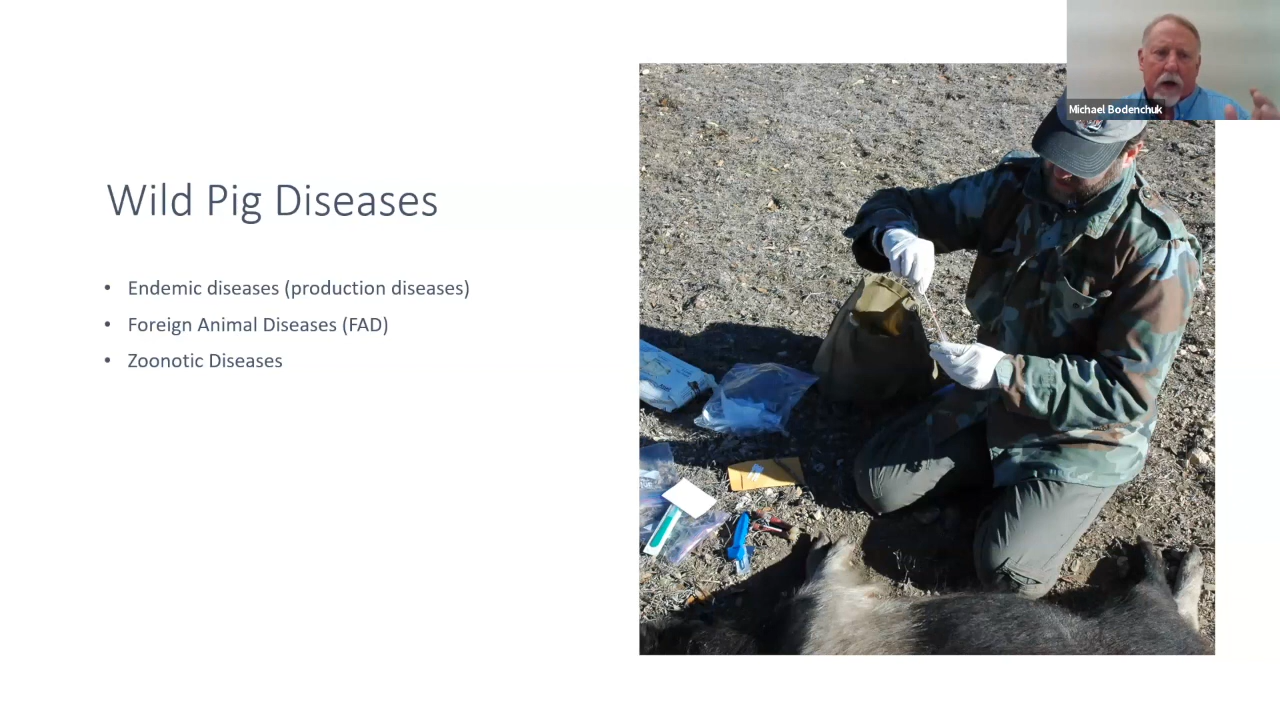 Michael Bodenchuk
Wild Pig Diseases
• Endemic diseases (production diseases)
• Foreign Animal Diseases (FAD)
• Zoonotic Diseases